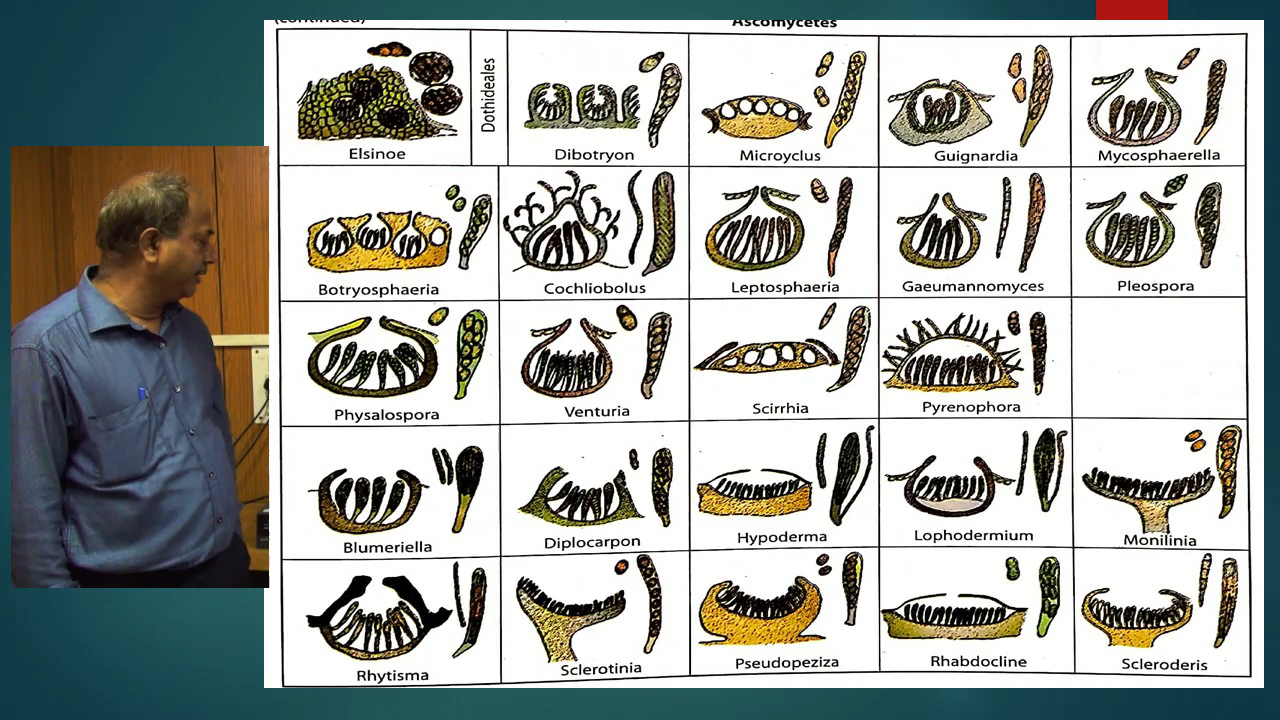 (continued)
Ascomycetes
Elsinoe
Dothideales
Dibotryon
Microyclus
Guignardia
Mycosphaerella
Botryosphaeria
Cochliobolus
Leptosphaeria
Gaeumannomyces
Pleospora
Physalospora
Venturia
Scirrhia
Pyrenophora
Blumeriella
Diplocarpon
Hypoderma
Lophodermium
Monilinia
Rhytisma
Sclerotinia
Pseudopeziza
Rhabdocline
Scleroderis